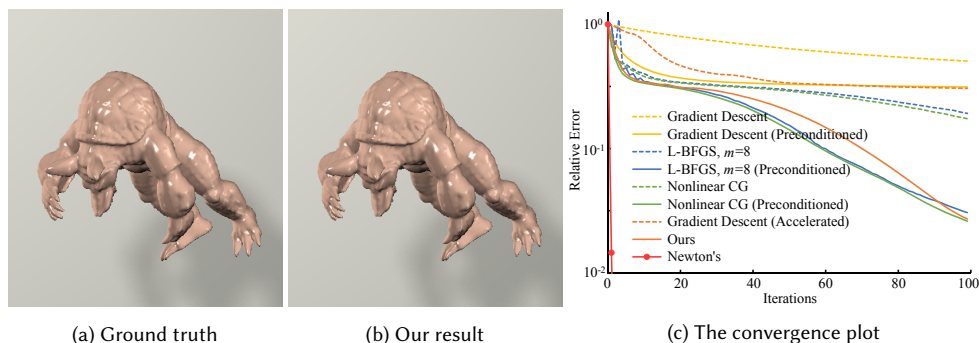 10⁰
10⁻¹
10⁻²
Relative Error
Gradient Descent
Gradient Descent (Preconditioned)
L-BFGS, m=8
L-BFGS, m=8 (Preconditioned)
Nonlinear CG
Nonlinear CG (Preconditioned)
Gradient Descent (Accelerated)
Ours
Newton's
0 20 40 60 80 100
Iterations
(a) Ground truth
(b) Our result
(c) The convergence plot